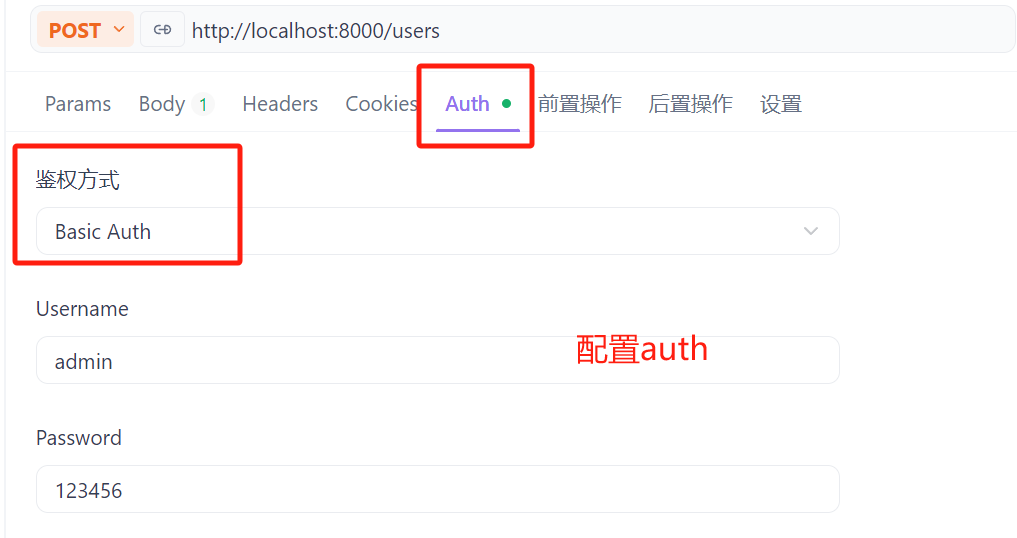 POST http://localhost:8000/users
Params Body 1 Headers Cookies Auth 前置操作 后置操作 设置
鉴权方式
Basic Auth
Username
配置auth
admin
Password
123456